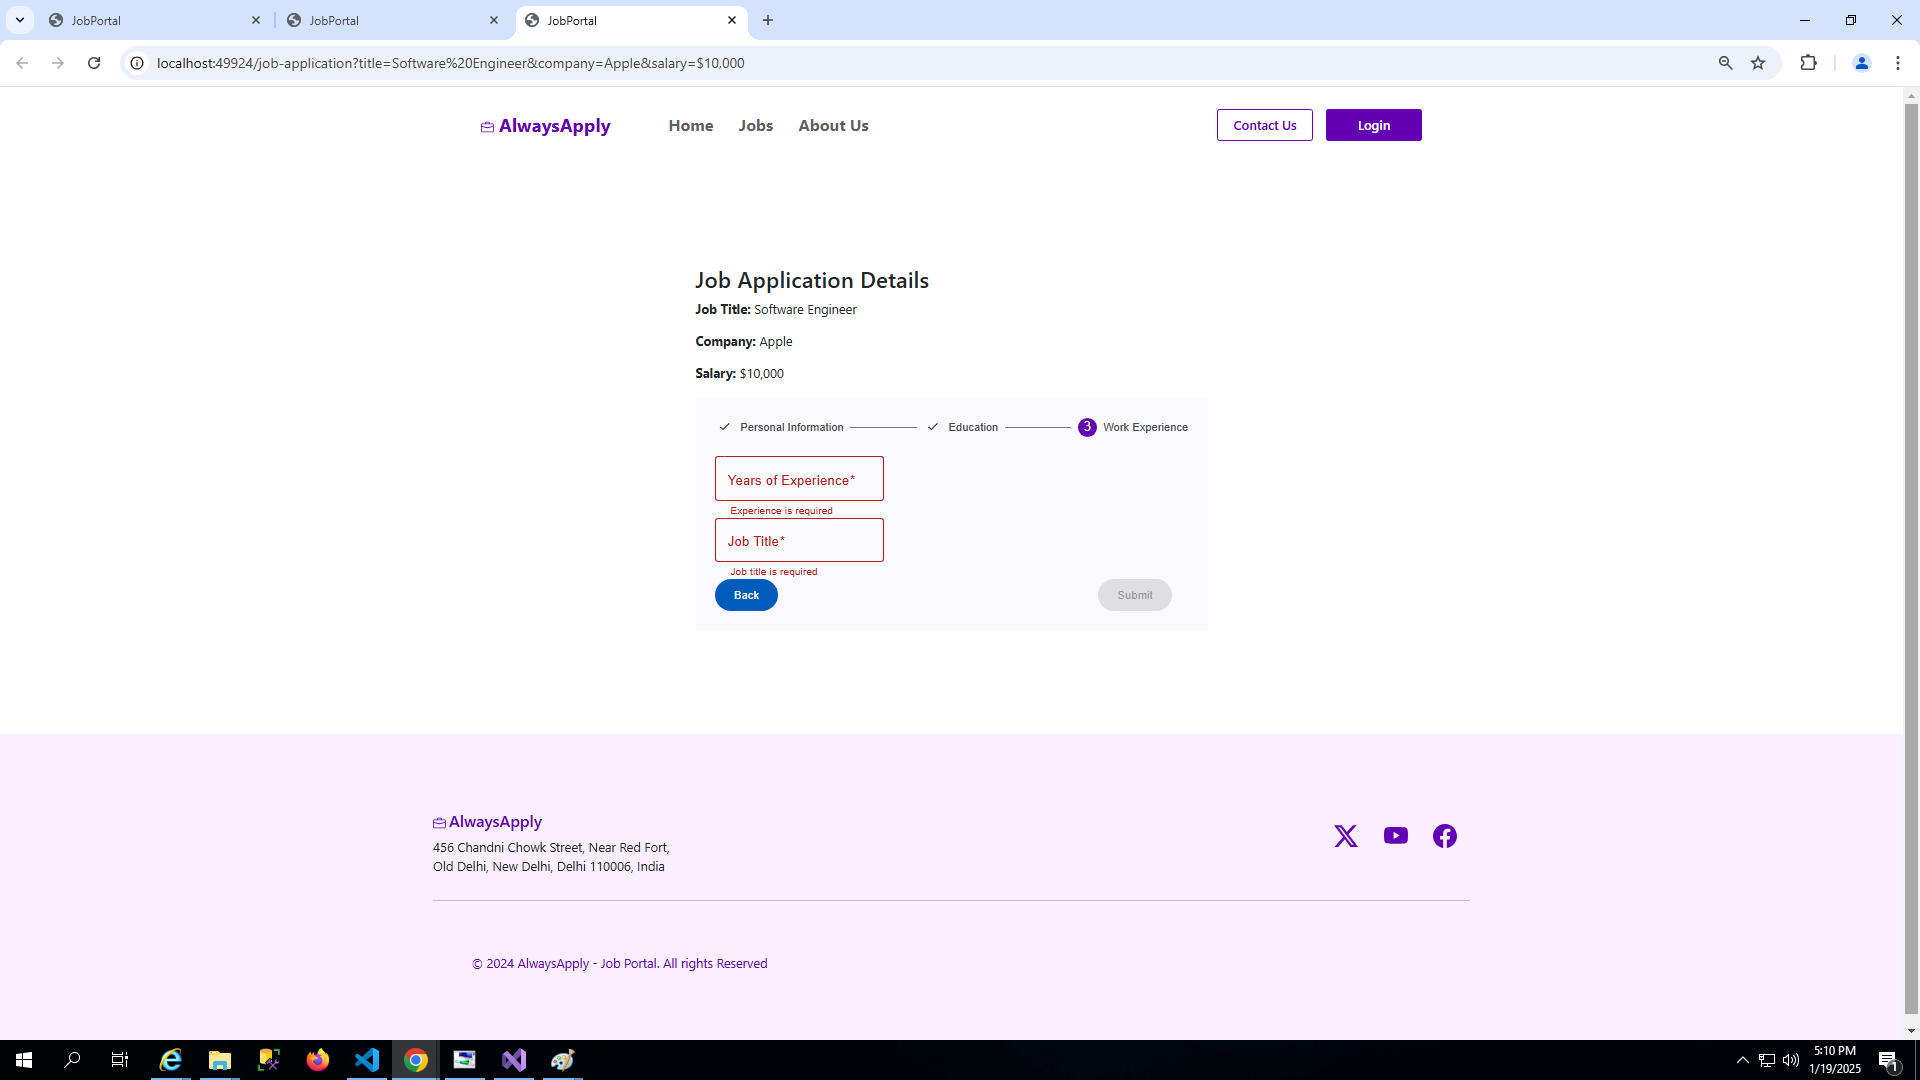 JobPortal
JobPortal
JobPortal
localhost:49924/job-application?title=Software%20Engineer&company=Apple&salary=$10,000
AlwaysApply
Home
Jobs
About Us
Contact Us
Login
Job Application Details
Job Title: Software Engineer
Company: Apple
Salary: $10,000
Personal Information
Education
3
Work Experience
Years of Experience*
Experience is required
Job Title*
Job title is required
Back
Submit
AlwaysApply
456 Chandni Chowk Street, Near Red Fort,
Old Delhi, New Delhi, Delhi 110006, India
© 2024 AlwaysApply - Job Portal. All rights Reserved
5:10 PM
1/19/2025
1